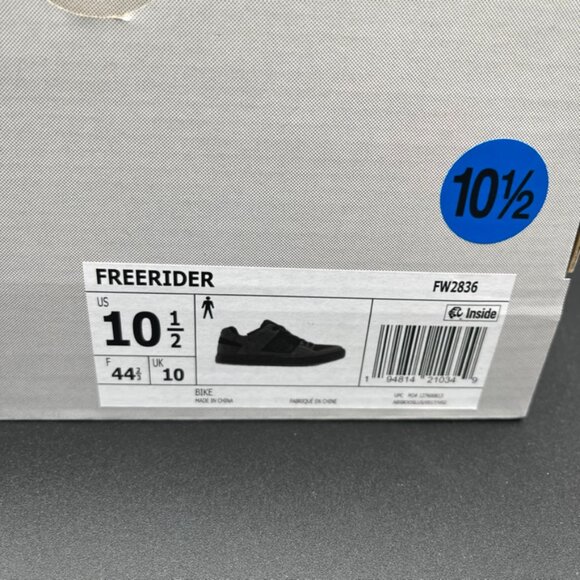 10½
FREERIDER
FW2836
US
10 1/2
F
44⅔
UK
10
Inside
1 94814 21034 9
BIKE
MADE IN CHINA
FABRIQUÉ EN CHINE
UPC